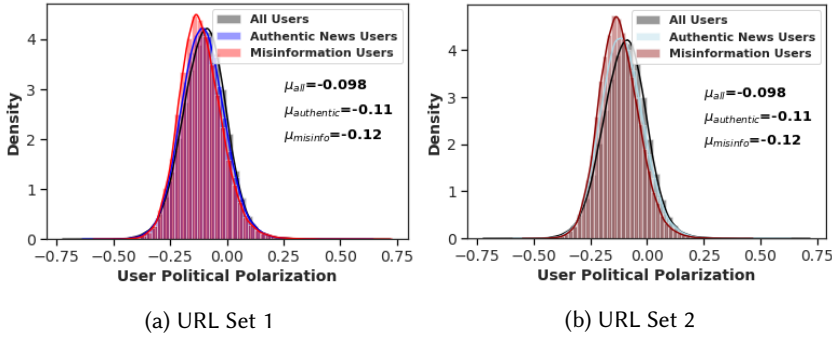 All Users
Authentic News Users
Misinformation Users
μall=-0.098
μauthentic=-0.11
μmisinfo=-0.12
Density
4
3
2
1
0
−0.75 −0.50 −0.25 0.00 0.25 0.50 0.75
User Political Polarization
(a) URL Set 1
All Users
Authentic News Users
Misinformation Users
μall=-0.098
μauthentic=-0.11
μmisinfo=-0.12
Density
4
3
2
1
0
−0.75 −0.50 −0.25 0.00 0.25 0.50 0.75
User Political Polarization
(b) URL Set 2